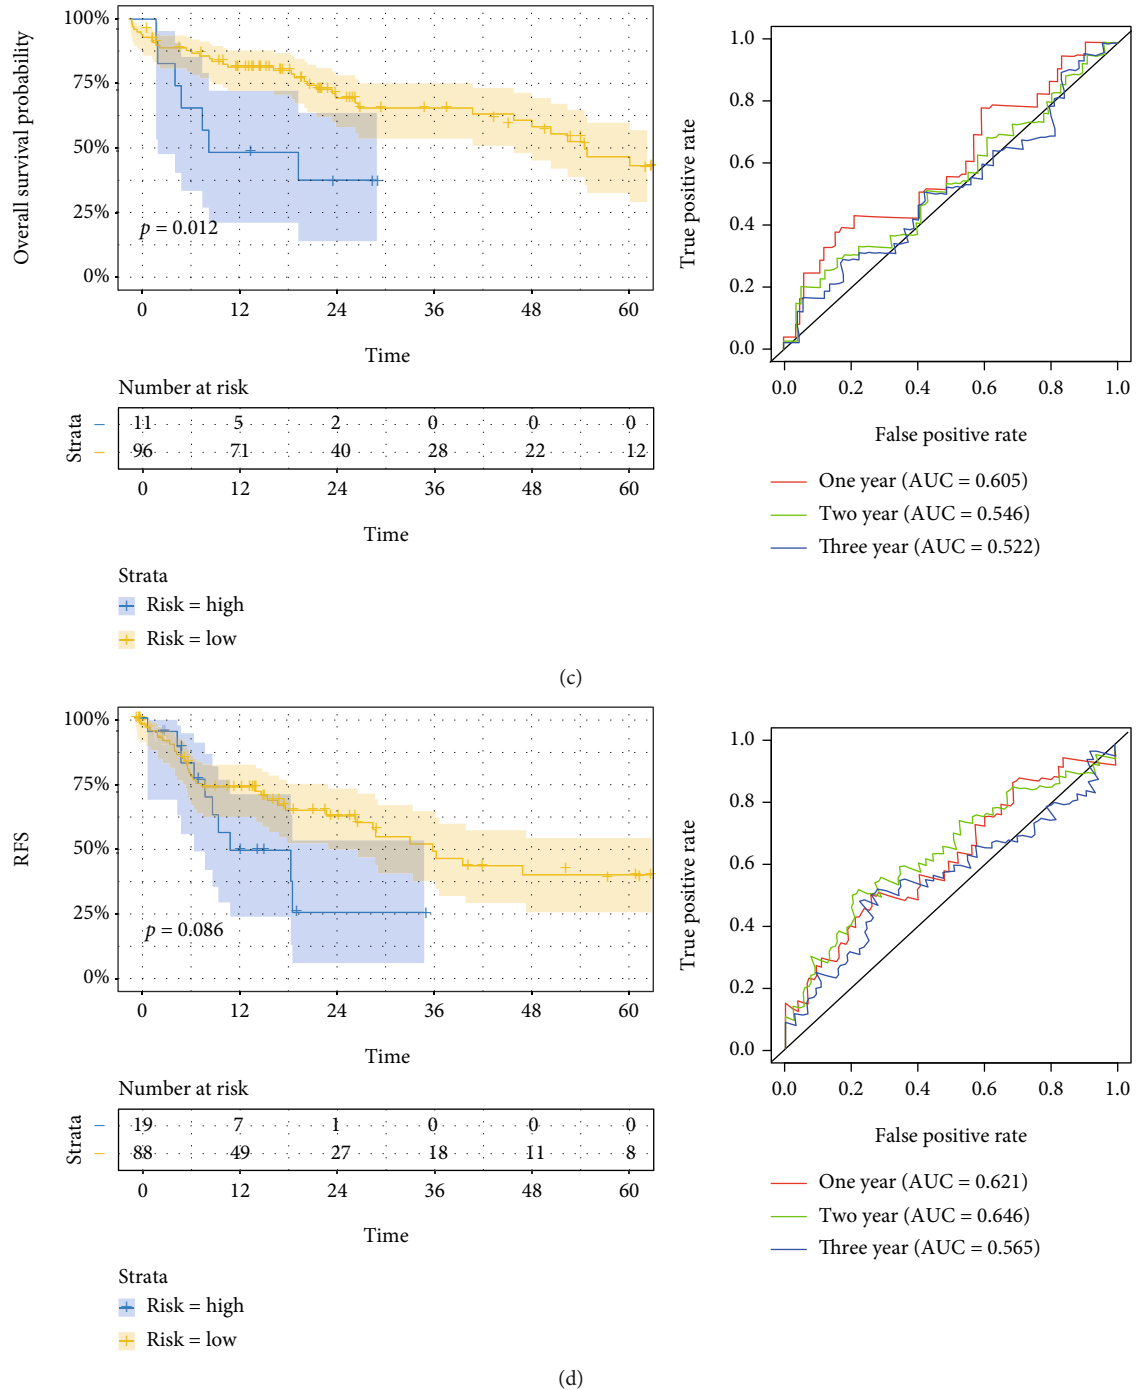 100%
75%
50%
25%
0%
Overall survival probability
p = 0.012
0 12 24 36 48 60
Time
Number at risk
Strata
11 5 2 0 0 0
96 71 40 28 22 12
0 12 24 36 48 60
Time
Strata
Risk = high
Risk = low
1.0
0.8
0.6
0.4
0.2
0.0
True positive rate
0.0 0.2 0.4 0.6 0.8 1.0
False positive rate
One year (AUC = 0.605)
Two year (AUC = 0.546)
Three year (AUC = 0.522)
(c)
100%
75%
50%
25%
0%
RFS
p = 0.086
0 12 24 36 48 60
Time
Number at risk
Strata
19 7 1 0 0 0
88 49 27 18 11 8
0 12 24 36 48 60
Time
Strata
Risk = high
Risk = low
1.0
0.8
0.6
0.4
0.2
0.0
True positive rate
0.0 0.2 0.4 0.6 0.8 1.0
False positive rate
One year (AUC = 0.621)
Two year (AUC = 0.646)
Three year (AUC = 0.565)
(d)